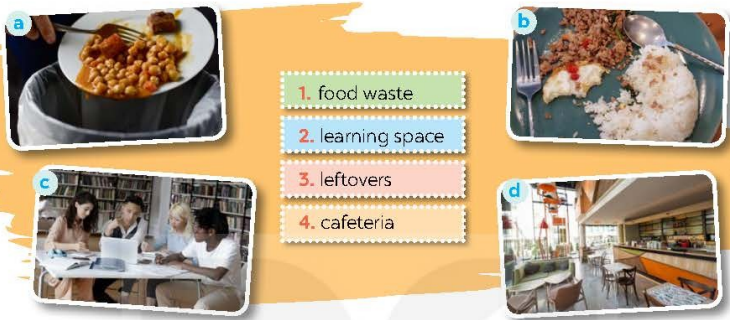 a
b
1. food waste
2. learning space
3. leftovers
4. cafeteria
c
d